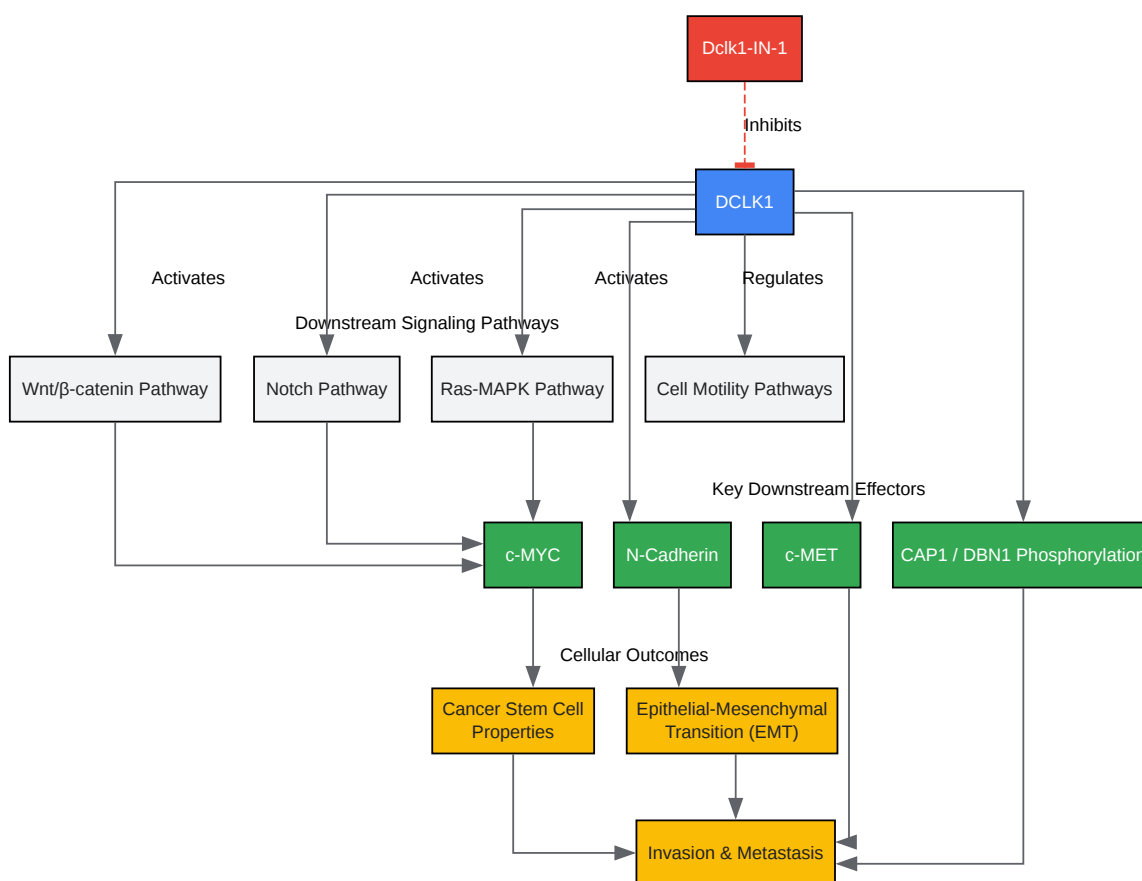 Dclk1-IN-1
Inhibits
DCLK1
Activates
Activates
Activates
Regulates
Downstream Signaling Pathways
Wnt/β-catenin Pathway
Notch Pathway
Ras-MAPK Pathway
Cell Motility Pathways
Key Downstream Effectors
c-MYC
N-Cadherin
c-MET
CAP1 / DBN1 Phosphorylation
Cellular Outcomes
Cancer Stem Cell
Properties
Epithelial-Mesenchymal
Transition (EMT)
Invasion & Metastasis